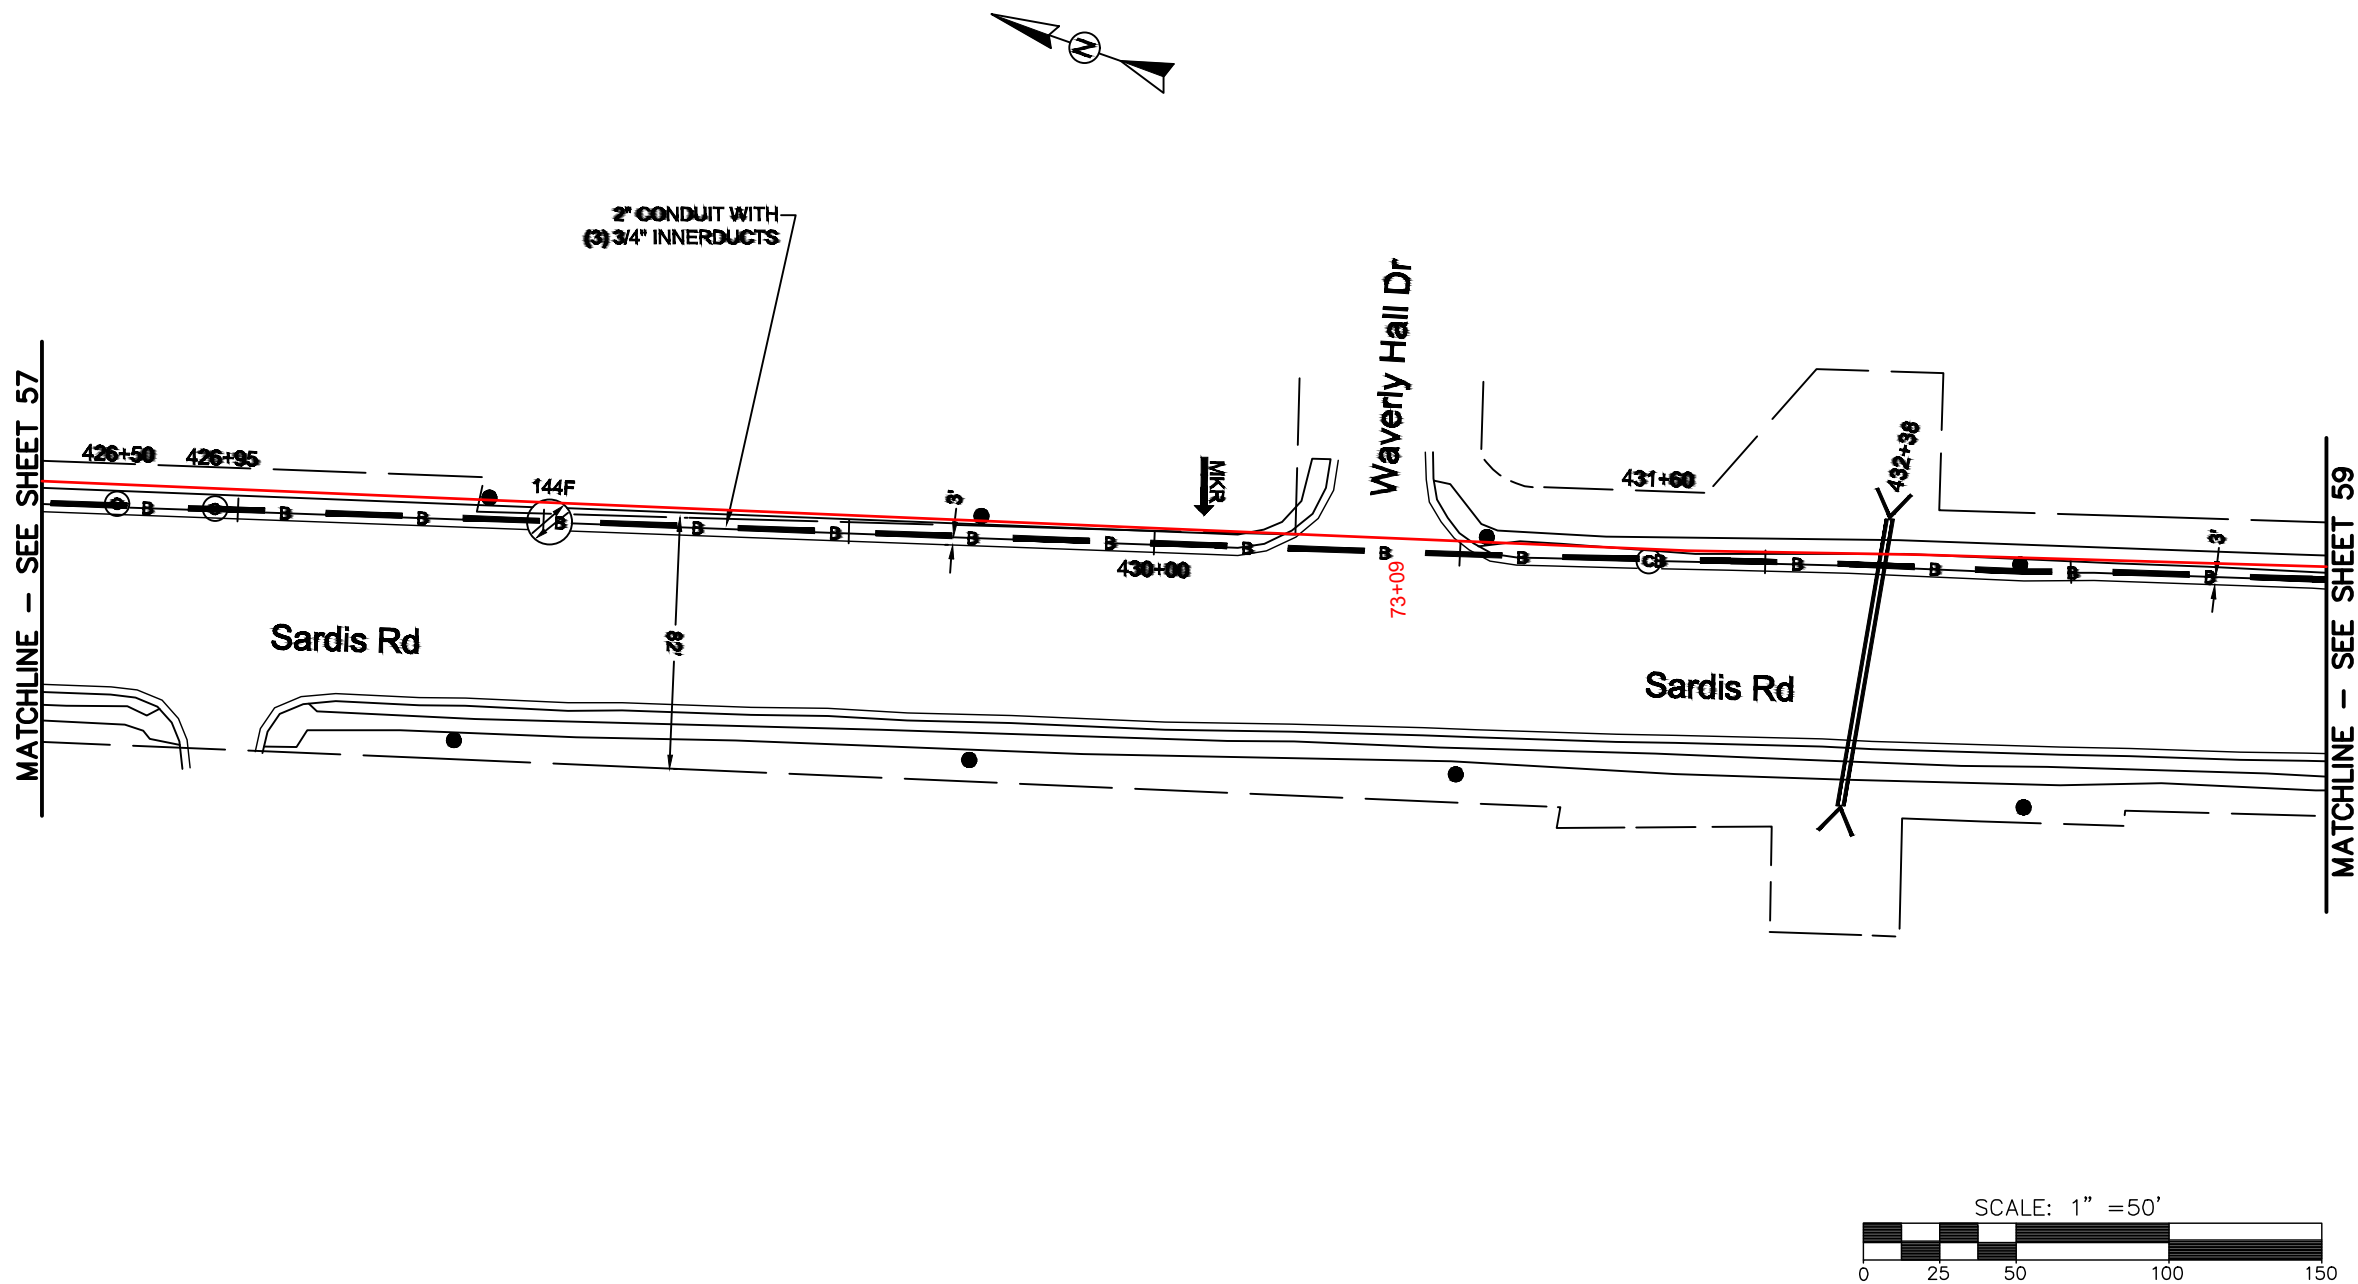 N
2" CONDUIT WITH
(3) 3/4" INNERDUCTS
Waverly Hall Dr
MATCHLINE - SEE SHEET 57
426+50
426+95
144F
3'
MKR
430+00
73+09
431+60
432+38
3'
MATCHLINE - SEE SHEET 59
C
B
C
B
B
B
B
B
B
B
B
B
B
CB
B
B
B
B
Sardis Rd
82'
Sardis Rd
SCALE: 1" =50'
0 25 50 100 150